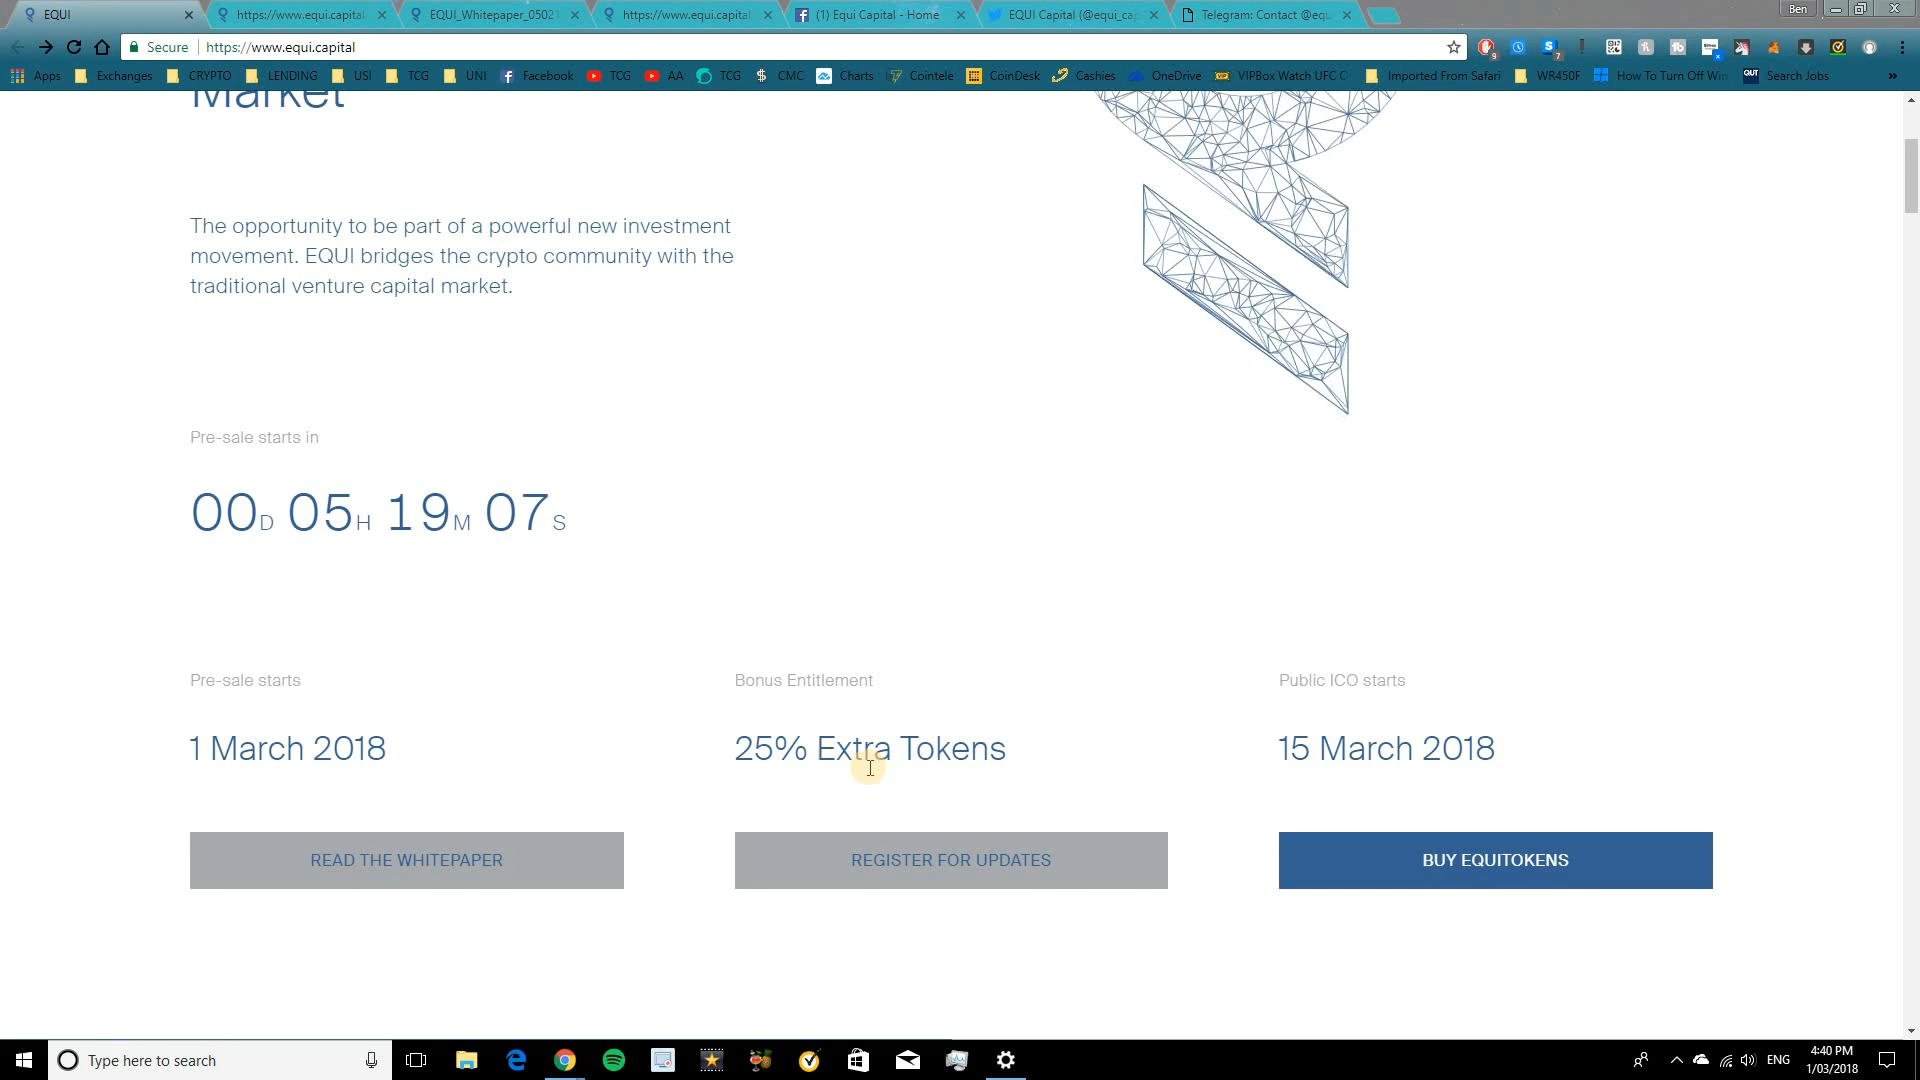 EQUI
https://www.equi.capital
EQUI_Whitepaper_05021
https://www.equi.capital
(1) Equi Capital - Home
EQUI Capital (@equi_cap
Telegram: Contact @equ
Ben
Secure
https://www.equi.capital
9
7
Apps
Exchanges
CRYPTO
LENDING
USI
TCG
UNI
Facebook
TCG
AA
TCG
CMC
Charts
Cointele
CoinDesk
Cashies
OneDrive
VIPBox Watch UFC O
Imported From Safari
WR450F
How To Turn Off Win
QUT
Search Jobs
»
Market
The opportunity to be part of a powerful new investment
movement. EQUI bridges the crypto community with the
traditional venture capital market.
Pre-sale starts in
00D 05H 19M 07S
Pre-sale starts
Bonus Entitlement
Public ICO starts
1 March 2018
25% Extra Tokens
15 March 2018
READ THE WHITEPAPER
REGISTER FOR UPDATES
BUY EQUITOKENS
Type here to search
ENG
4:40 PM
1/03/2018